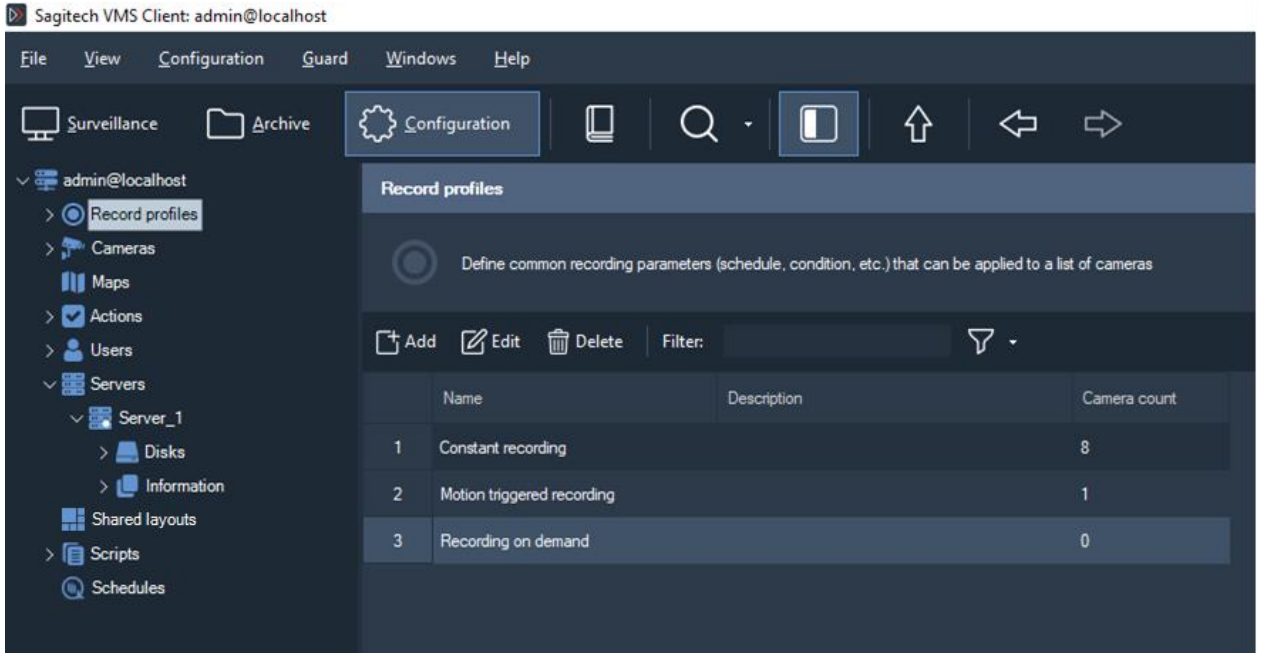 Sagitech VMS Client: admin@localhost
File View Configuration Guard Windows Help
Surveillance Archive Configuration
admin@localhost
Record profiles
Cameras
Maps
Actions
Users
Servers
Server_1
Disks
Information
Shared layouts
Scripts
Schedules
Record profiles
Define common recording parameters (schedule, condition, etc.) that can be applied to a list of cameras
Add Edit Delete Filter:
Name Description Camera count
1 Constant recording 8
2 Motion triggered recording 1
3 Recording on demand 0